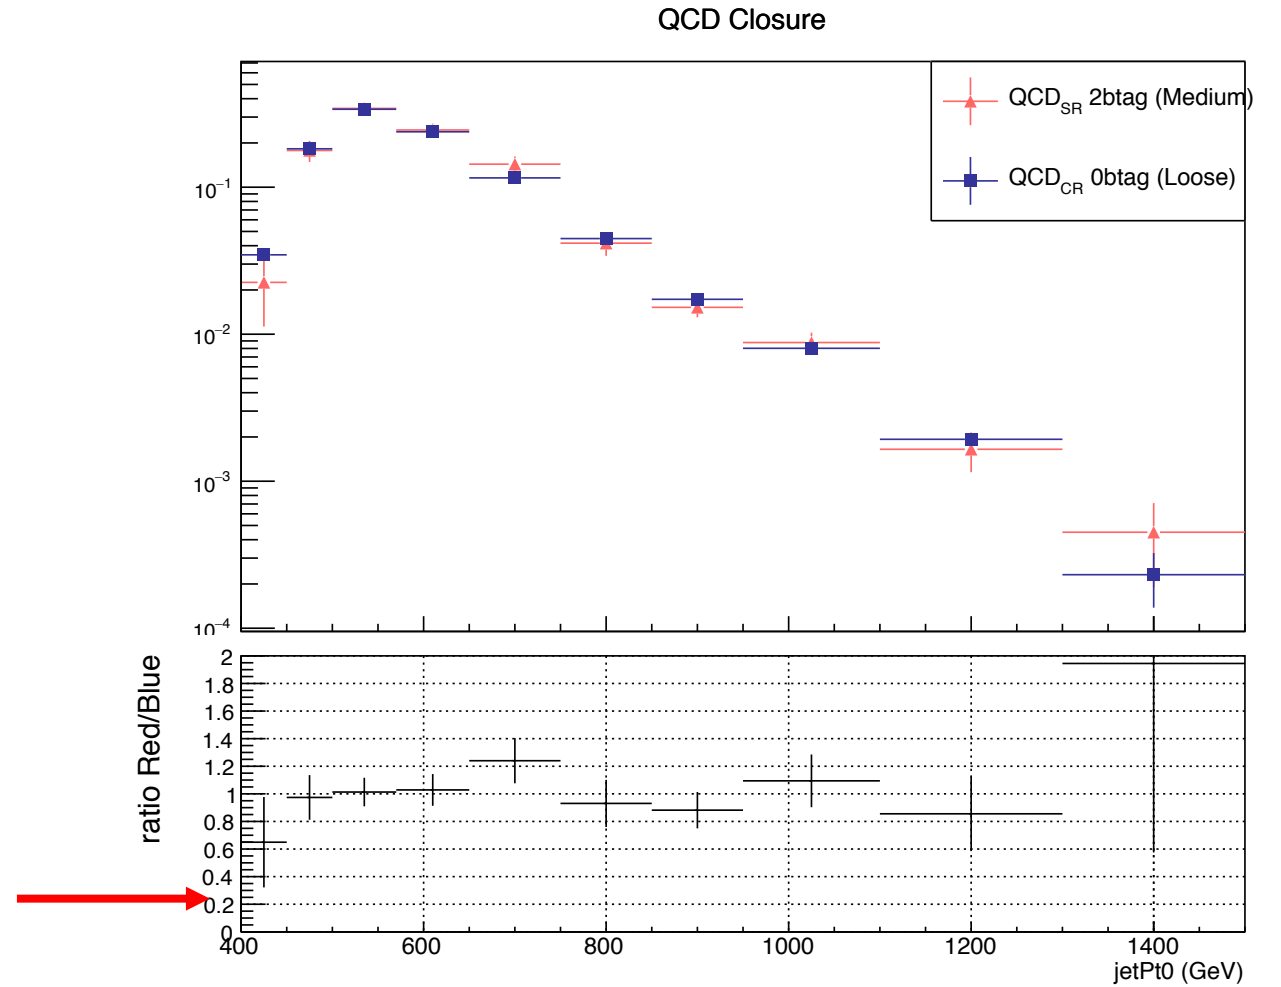 QCD Closure
QCD_SR 2btag (Medium)
QCD_CR 0btag (Loose)
10^−1
10^−2
10^−3
10^−4
ratio Red/Blue
2
1.8
1.6
1.4
1.2
1
0.8
0.6
0.4
0.2
0
400 600 800 1000 1200 1400
jetPt0 (GeV)